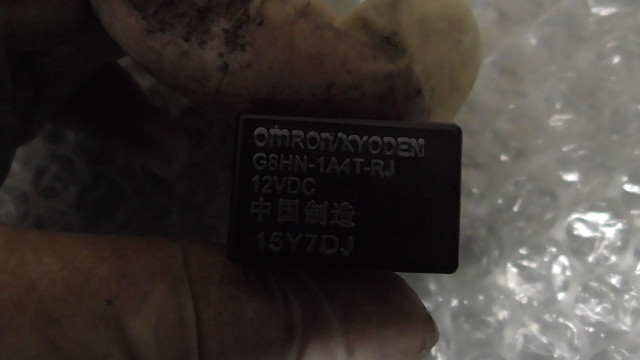 OMRON/KYODEN
G8HN-1A4T-RJ
12VDC
中国制造
15Y7DJ